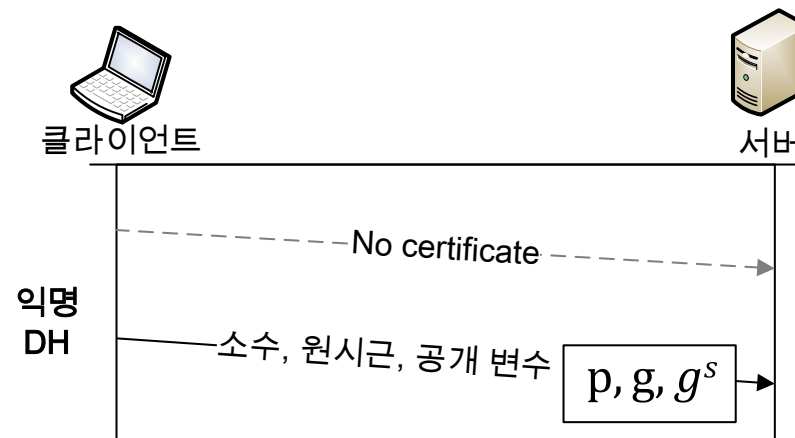 클라이언트
서버
No certificate
익명
DH
소수, 원시근, 공개 변수
p, g, g^s